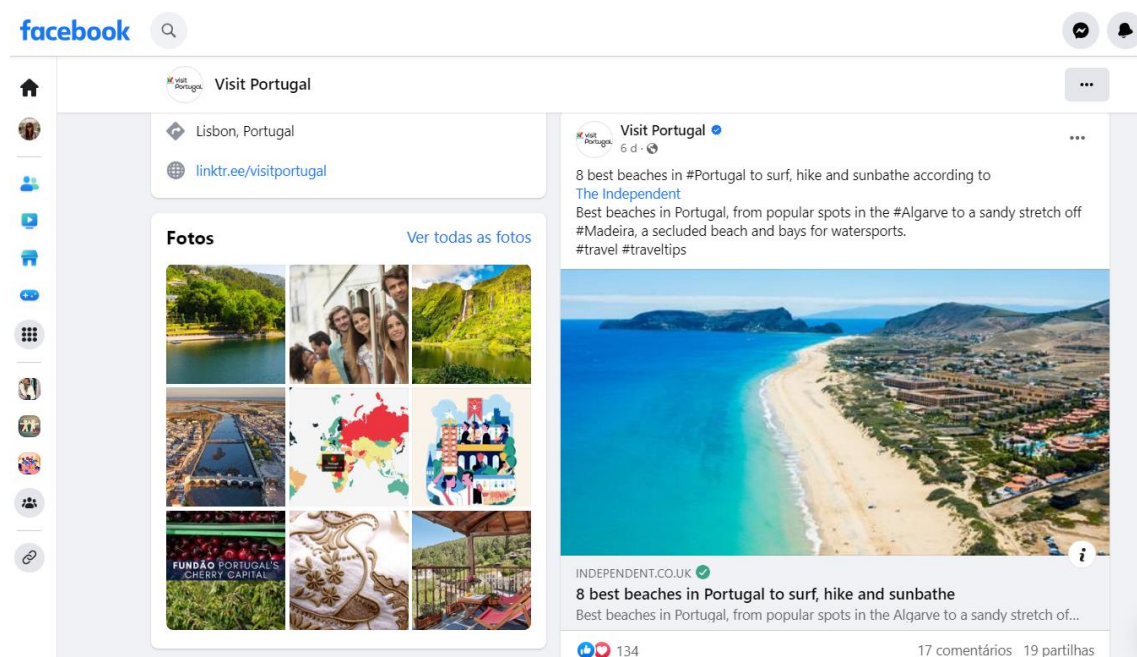 facebook
visit
Portugal
Visit Portugal
Lisbon, Portugal
linktr.ee/visitportugal
Fotos
Ver todas as fotos
FUNDÃO PORTUGAL'S
CHERRY CAPITAL
visit
Portugal
Visit Portugal
6 d
8 best beaches in #Portugal to surf, hike and sunbathe according to
The Independent
Best beaches in Portugal, from popular spots in the #Algarve to a sandy stretch off
#Madeira, a secluded beach and bays for watersports.
#travel #traveltips
INDEPENDENT.CO.UK
8 best beaches in Portugal to surf, hike and sunbathe
Best beaches in Portugal, from popular spots in the Algarve to a sandy stretch of...
134
17 comentários 19 partilhas